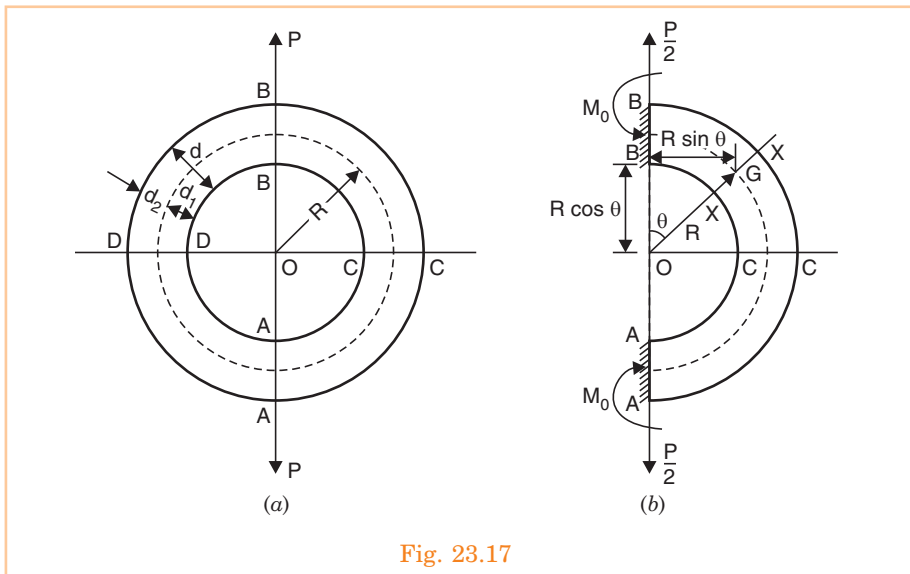 P
B
B
d
d₁
d₂
R
D
D
O
C
C
A
A
P
(a)
P/2
M₀
B
B
R sin θ
X
G
X
R cos θ
θ
R
O
C
C
A
M₀
A
P/2
(b)
Fig. 23.17